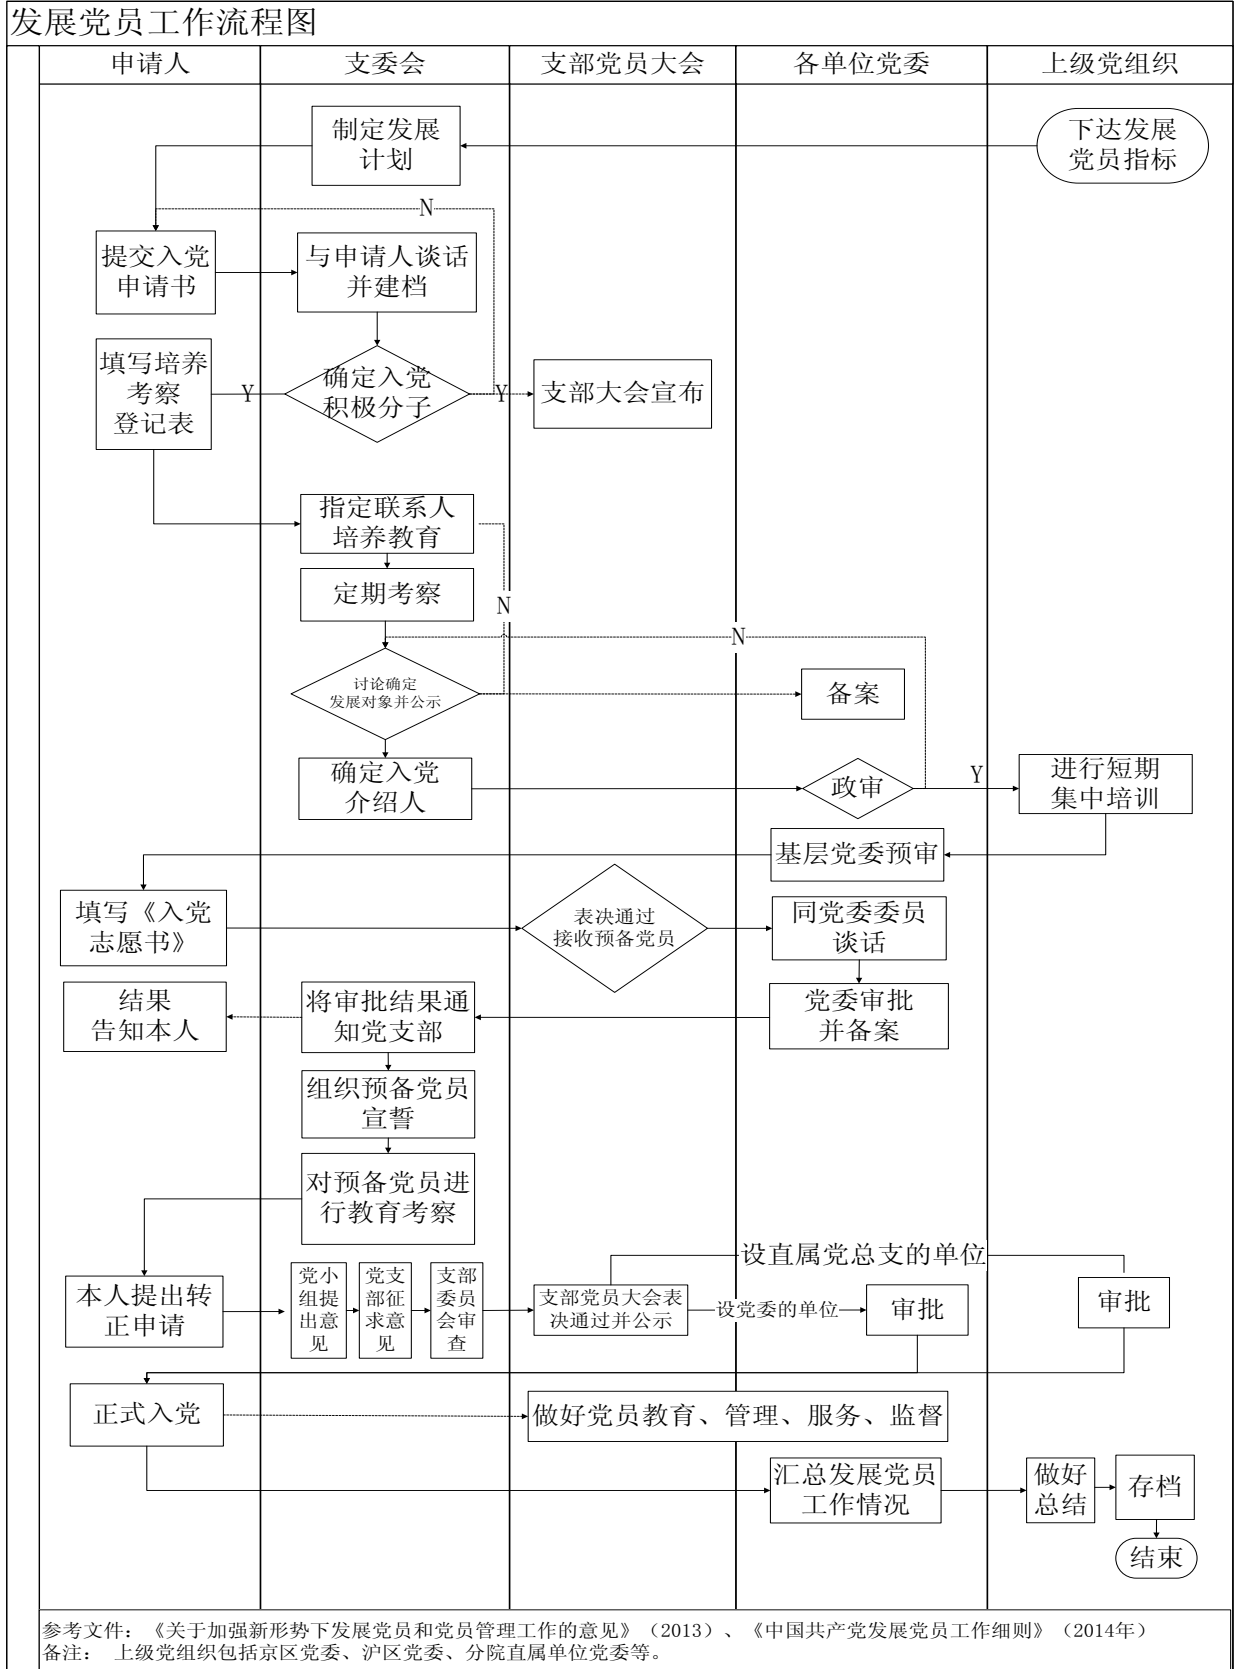 发展党员工作流程图
申请人
支委会
支部党员大会
各单位党委
上级党组织
制定发展
计划
下达发展
党员指标
N
提交入党
申请书
与申请人谈话
并建档
填写培养
考察
登记表
Y
确定入党
积极分子
Y
支部大会宣布
指定联系人
培养教育
定期考察
N
N
讨论确定
发展对象并公示
备案
确定入党
介绍人
政审
Y
进行短期
集中培训
基层党委预审
填写《入党
志愿书》
表决通过
接收预备党员
同党委委员
谈话
结果
告知本人
将审批结果通
知党支部
党委审批
并备案
组织预备党员
宣誓
对预备党员进
行教育考察
设直属党总支的单位
本人提出转
正申请
党小
组提
出意
见
党支
部征
求意
见
支部
委员
会审
查
支部党员大会表
决通过并公示
设党委的单位
审批
审批
正式入党
做好党员教育、管理、服务、监督
汇总发展党员
工作情况
做好
总结
存档
结束
参考文件：《关于加强新形势下发展党员和党员管理工作的意见》（2013）、《中国共产党发展党员工作细则》（2014年）
备注： 上级党组织包括京区党委、沪区党委、分院直属单位党委等。